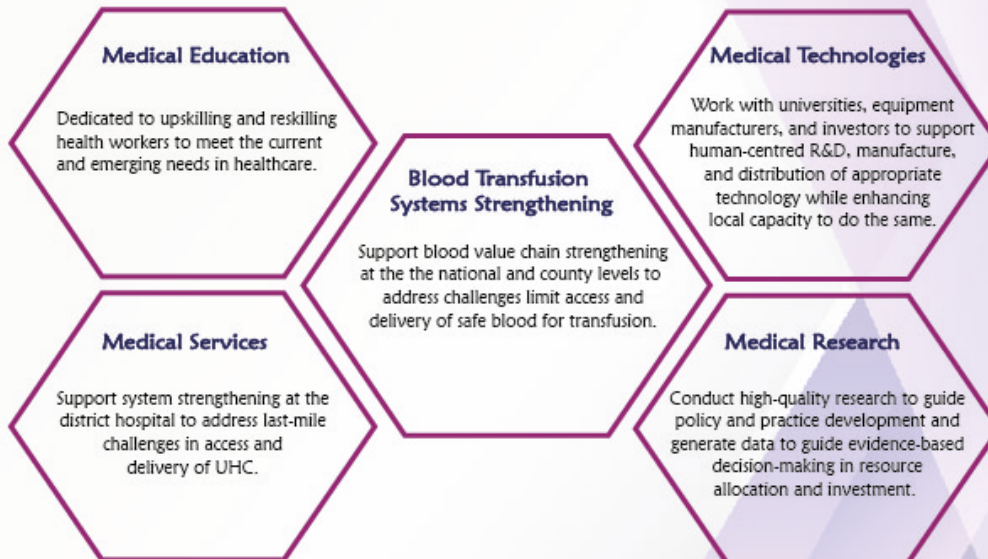 Medical Education
Dedicated to upskilling and reskilling
health workers to meet the current
and emerging needs in healthcare.
Medical Technologies
Work with universities, equipment
manufacturers, and investors to support
human-centred R&D, manufacture,
and distribution of appropriate
technology while enhancing
local capacity to do the same.
Blood Transfusion
Systems Strengthening
Support blood value chain strengthening
at the the national and county levels to
address challenges limit access and
delivery of safe blood for transfusion.
Medical Services
Support system strengthening at the
district hospital to address last-mile
challenges in access and
delivery of UHC.
Medical Research
Conduct high-quality research to guide
policy and practice development and
generate data to guide evidence-based
decision-making in resource
allocation and investment.